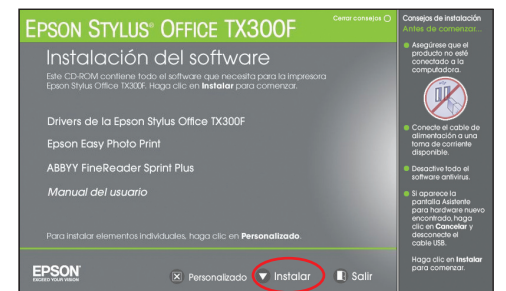 EPSON STYLUS® OFFICE TX300F
Cerrar consejos
Instalación del software
Este CD-ROM contiene todo el software que necesita para la impresora
Epson Stylus Office TX300F. Haga clic en Instalar para comenzar.
Drivers de la Epson Stylus Office TX300F
Epson Easy Photo Print
ABBYY FineReader Sprint Plus
Manual del usuario
Para instalar elementos individuales, haga clic en Personalizado.
EPSON
EXCEED YOUR VISION
Personalizado
Instalar
Salir
Consejos de instalación
Antes de comenzar...
Asegúrese que el
producto no esté
conectado a la
computadora.
Conecte el cable de
alimentación a una
toma de corriente
disponible.
Desactive todo el
software antivirus.
Si aparece la
pantalla Asistente
para hardware nuevo
encontrado, haga
clic en Cancelar y
desconecte el
cable USB.
Haga clic en Instalar
para comenzar.